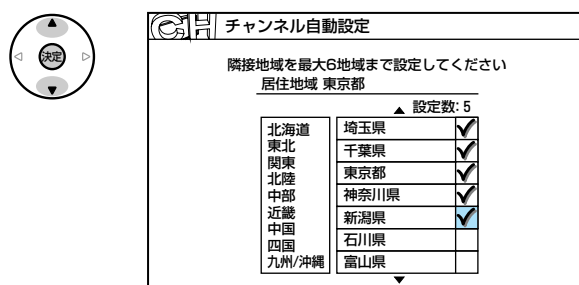 決定
CH チャンネル自動設定
隣接地域を最大6地域まで設定してください
居住地域 東京都
設定数: 5
北海道
東北
関東
北陸
中部
近畿
中国
四国
九州/沖縄
埼玉県
千葉県
東京都
神奈川県
新潟県
石川県
富山県